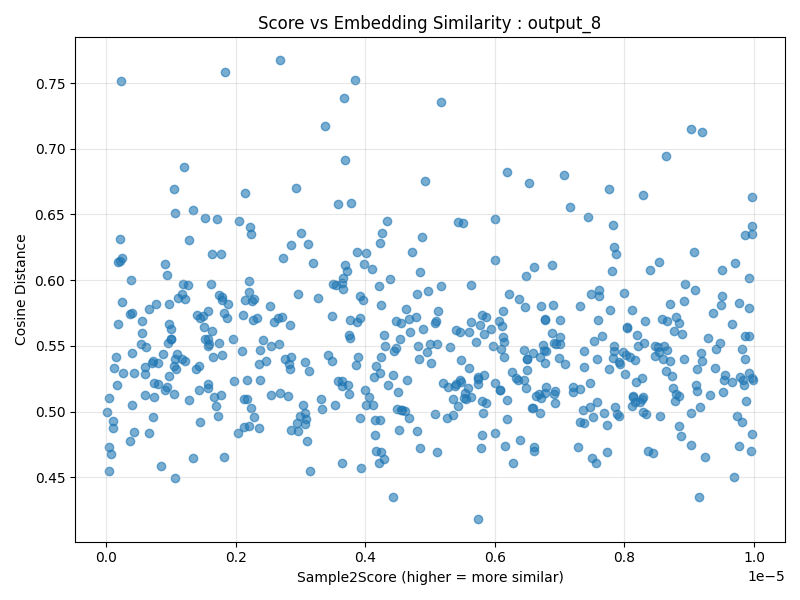 Score vs Embedding Similarity : output_8
Cosine Distance
0.75
0.70
0.65
0.60
0.55
0.50
0.45
0.0 0.2 0.4 0.6 0.8 1.0
1e−5
Sample2Score (higher = more similar)